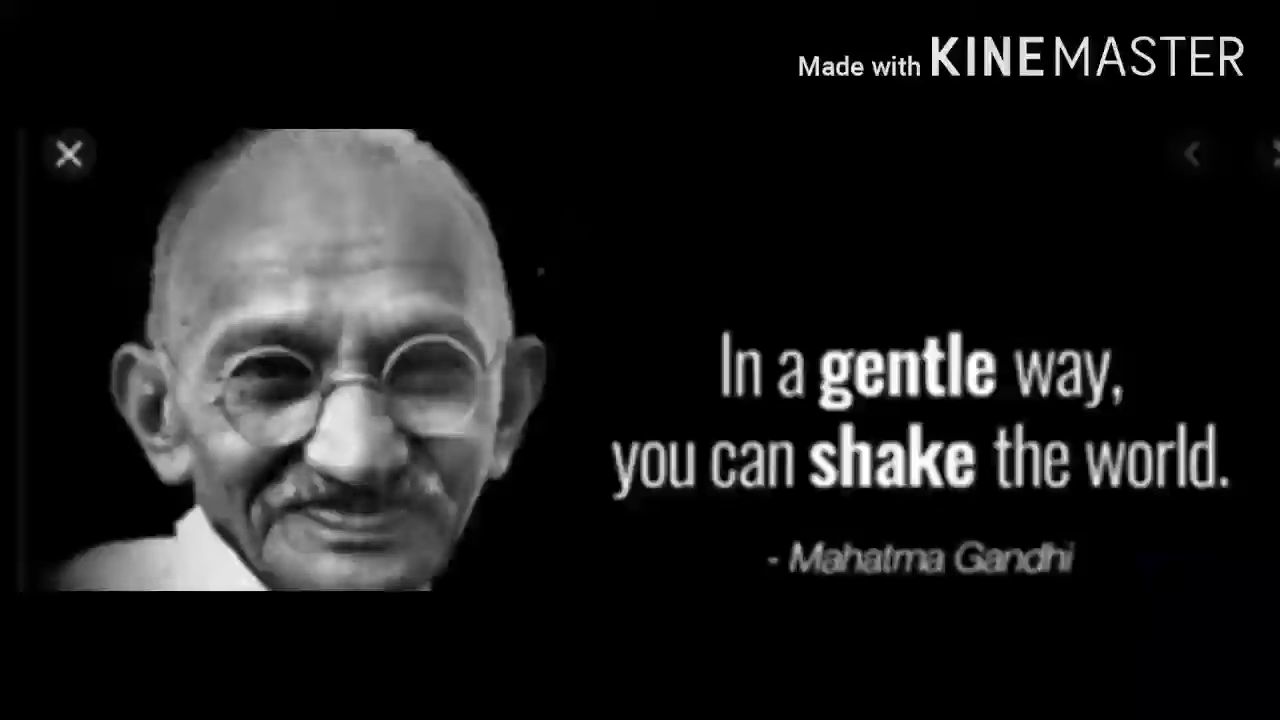 Made with KINEMASTER
In a gentle way,
you can shake the world.
- Mahatma Gandhi